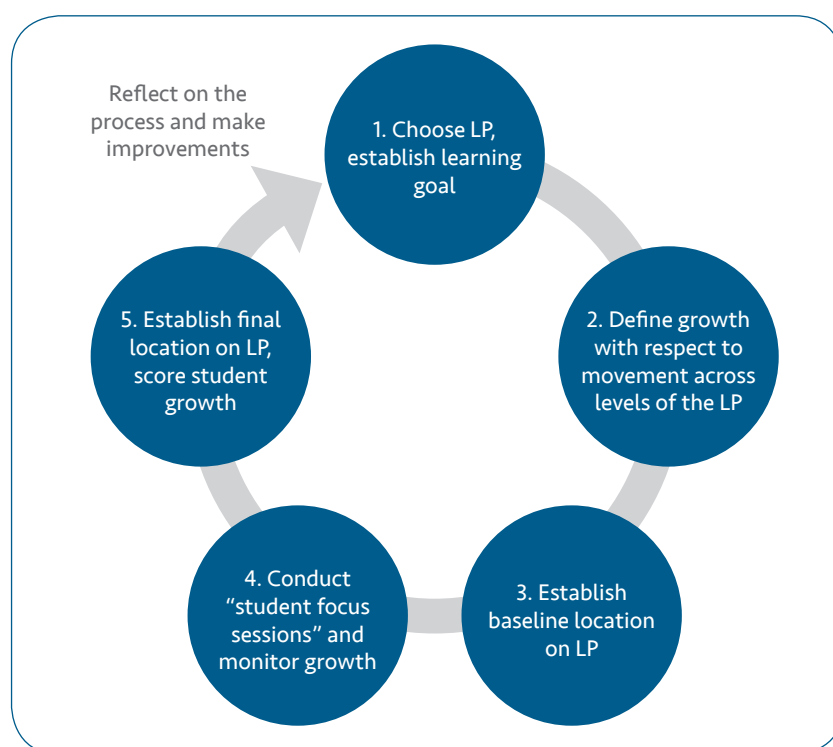 Reflect on the
process and make
improvements
1. Choose LP,
establish learning
goal
2. Define growth
with respect to
movement across
levels of the LP
3. Establish
baseline location
on LP
4. Conduct
“student focus
sessions” and
monitor growth
5. Establish final
location on LP,
score student
growth